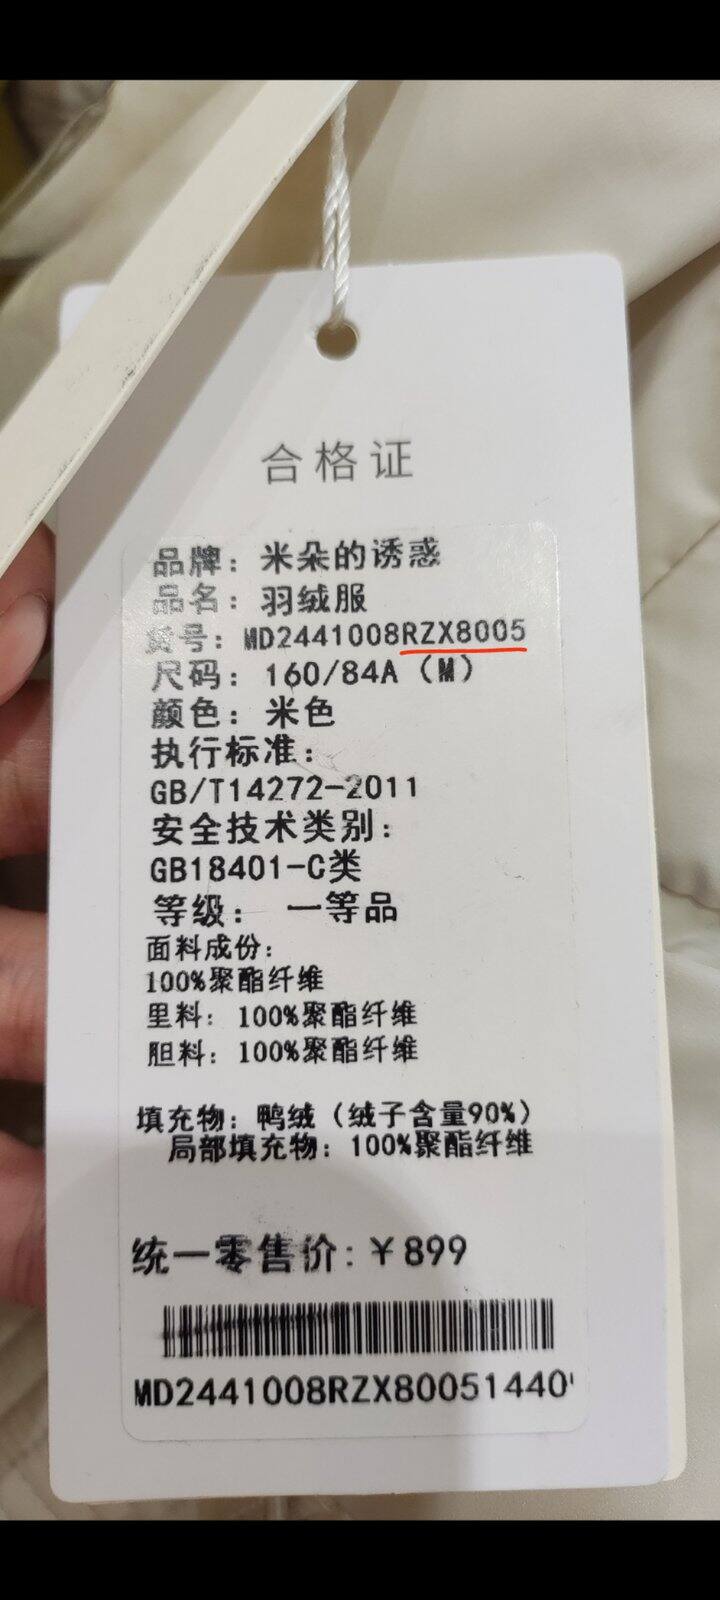 合格证
品牌：米朵的诱惑
品名：羽绒服
货号：MD2441008RZX8005
尺码：160/84A（M）
颜色：米色
执行标准：
GB/T14272-2011
安全技术类别：
GB18401-C类
等级： 一等品
面料成份：
100%聚酯纤维
里料：100%聚酯纤维
胆料：100%聚酯纤维
填充物：鸭绒（绒子含量90%）
局部填充物：100%聚酯纤维
统一零售价：￥899
MD2441008RZX80051440